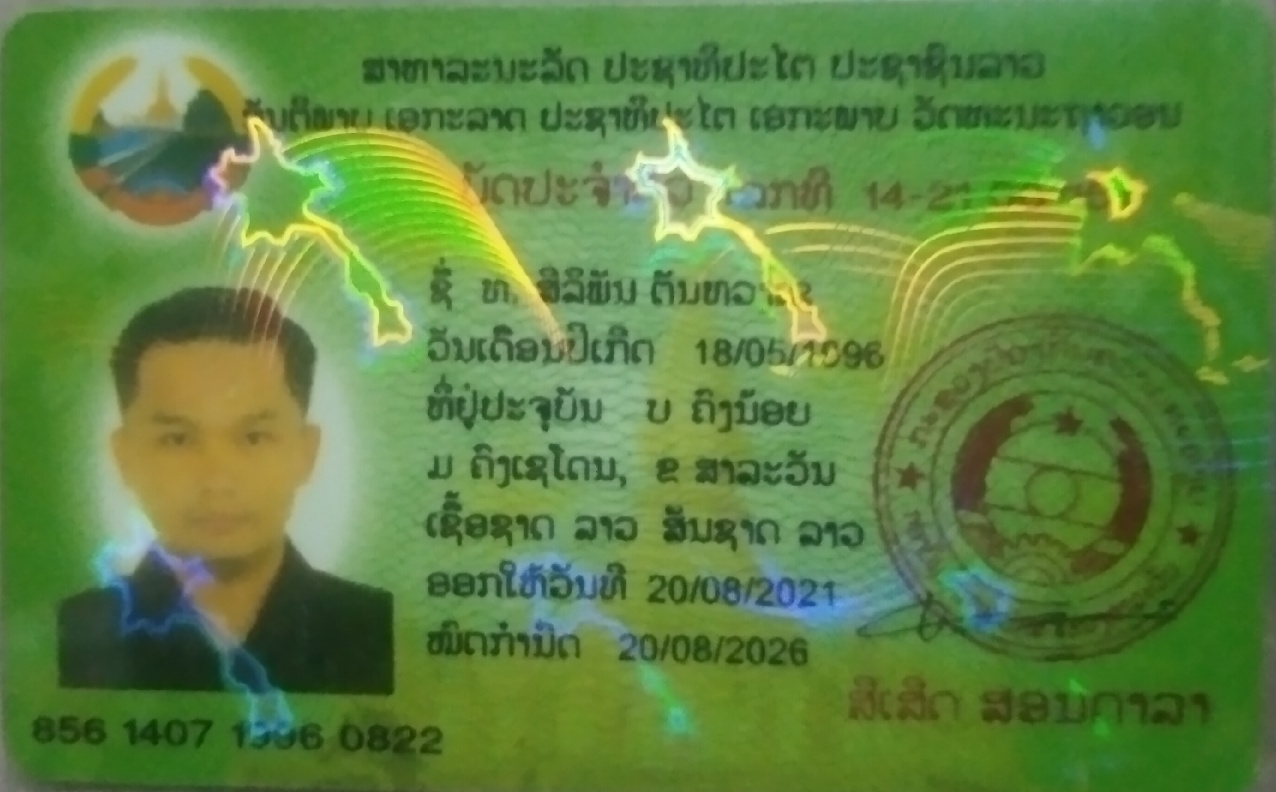 ສາທາລະນະລັດ ປະຊາທິປະໄຕ ປະຊາຊົນລາວ
ສັນຕິພາບ ເອກະລາດ ປະຊາທິປະໄຕ ເອກະພາບ ວັດທະນະຖາວອນ
ບັດປະຈຳຕົວ ເລກທີ 14-21
ຊື່ ທ. ສິລິພັນ
ວັນເດືອນປີເກີດ 18/05/1996
ທີ່ຢູ່ປະຈຸບັນ ບ ຄົງນ້ອຍ
ມ ຄົງເຊໂດນ, ຂ ສາລະວັນ
ເຊື້ອຊາດ ລາວ ສັນຊາດ ລາວ
ອອກໃຫ້ວັນທີ 20/08/2021
ໝົດກຳນົດ 20/08/2026
ສີເສີດ ສອນດາລາ
856 1407 1996 0822